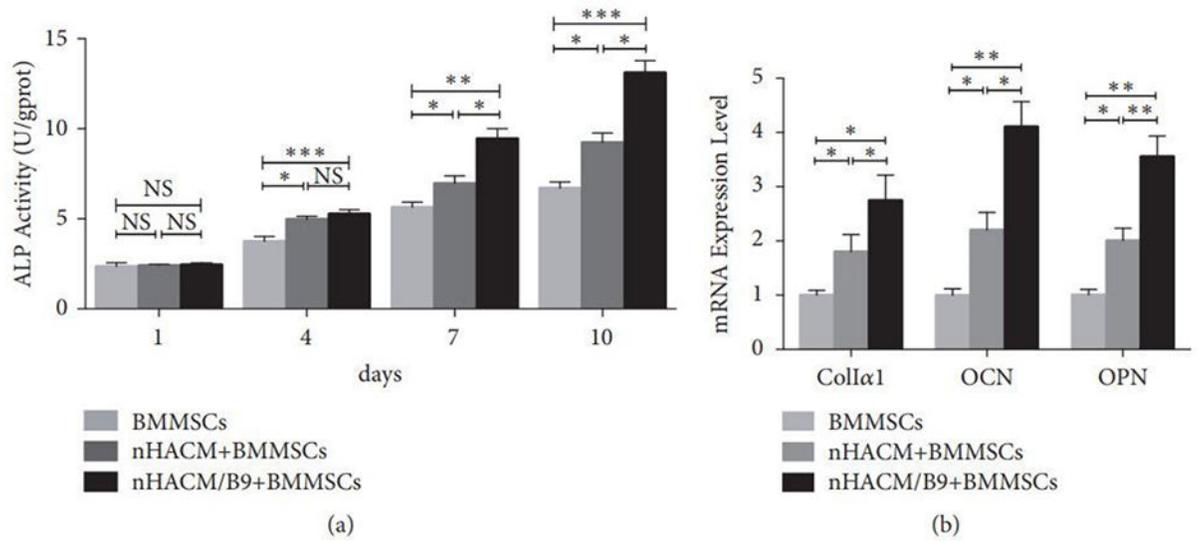 ***
* *
15
**
* *
10
***
* NS
NS
NS NS
5
0
ALP Activity (U/gprot)
1 4 7 10
days
BMMSCs
nHACM+BMMSCs
nHACM/B9+BMMSCs
(a)
5
**
* *
**
* **
4
*
* *
3
2
1
0
mRNA Expression Level
ColIα1 OCN OPN
BMMSCs
nHACM+BMMSCs
nHACM/B9+BMMSCs
(b)